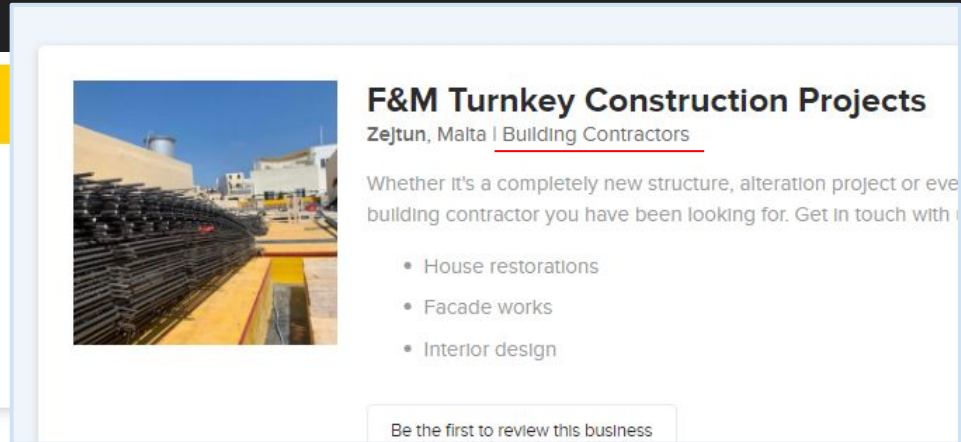 F&M Turnkey Construction Projects
Zejtun, Malta | Building Contractors
Whether it's a completely new structure, alteration project or eve
building contractor you have been looking for. Get in touch with
• House restorations
• Facade works
• Interior design
Be the first to review this business